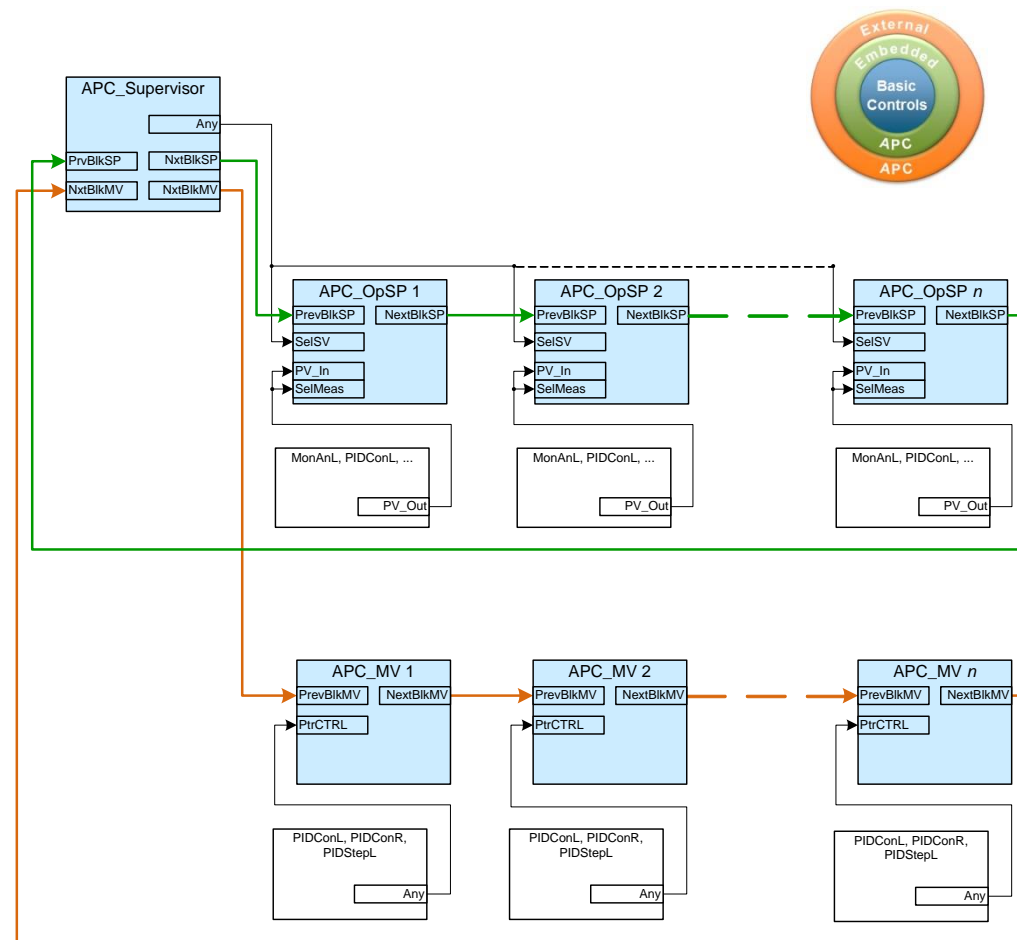 External
Embedded
Basic
Controls
APC
APC
APC_Supervisor
Any
PrvBlkSP NxtBlkSP
NxtBlkMV NxtBlkMV
APC_OpSP 1
PrevBlkSP NextBlkSP
SelSV
PV_In
SelMeas
APC_OpSP 2
PrevBlkSP NextBlkSP
SelSV
PV_In
SelMeas
APC_OpSP n
PrevBlkSP NextBlkSP
SelSV
PV_In
SelMeas
MonAnL, PIDConL, ...
PV_Out
MonAnL, PIDConL, ...
PV_Out
MonAnL, PIDConL, ...
PV_Out
APC_MV 1
PrevBlkMV NextBlkMV
PtrCTRL
APC_MV 2
PrevBlkMV NextBlkMV
PtrCTRL
APC_MV n
PrevBlkMV NextBlkMV
PtrCTRL
PIDConL, PIDConR,
PIDStepL
Any
PIDConL, PIDConR,
PIDStepL
Any
PIDConL, PIDConR,
PIDStepL
Any